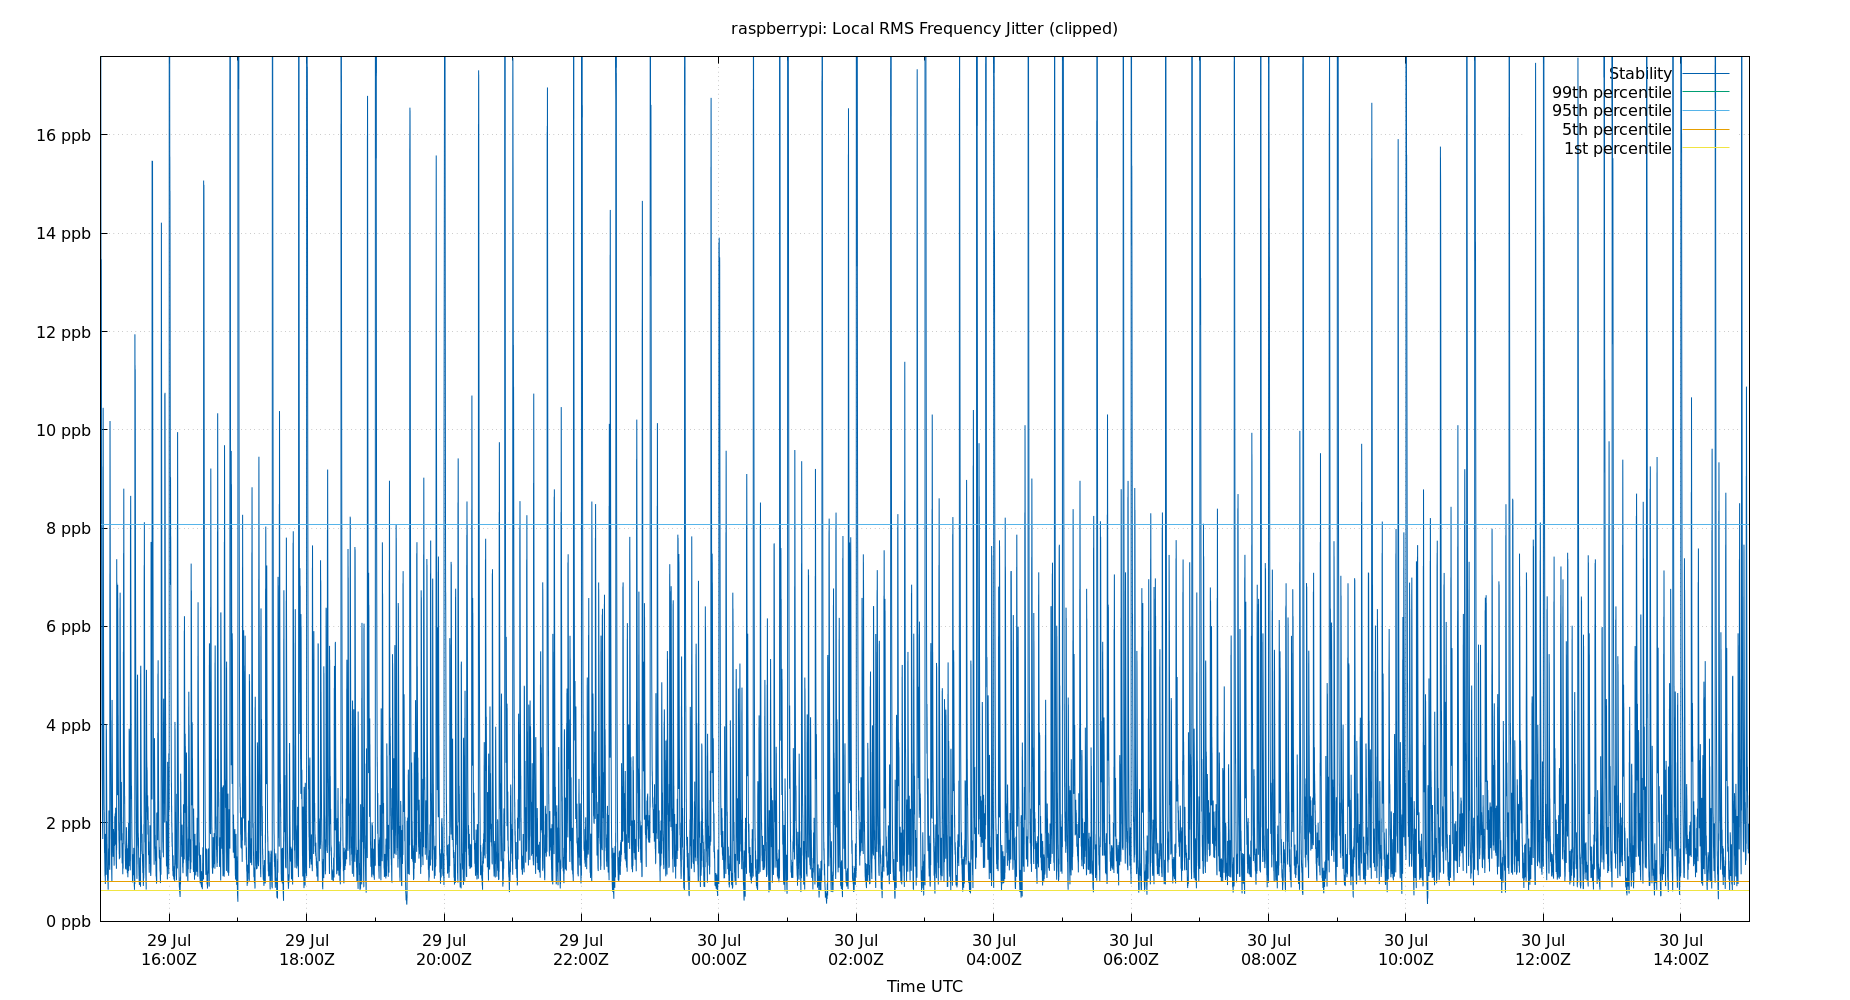 raspberrypi: Local RMS Frequency Jitter (clipped)
Stability
99th percentile
95th percentile
5th percentile
1st percentile
16 ppb
14 ppb
12 ppb
10 ppb
8 ppb
6 ppb
4 ppb
2 ppb
0 ppb
29 Jul 29 Jul 29 Jul 29 Jul 30 Jul 30 Jul 30 Jul 30 Jul 30 Jul 30 Jul 30 Jul 30 Jul
16:00Z 18:00Z 20:00Z 22:00Z 00:00Z 02:00Z 04:00Z 06:00Z 08:00Z 10:00Z 12:00Z 14:00Z
Time UTC